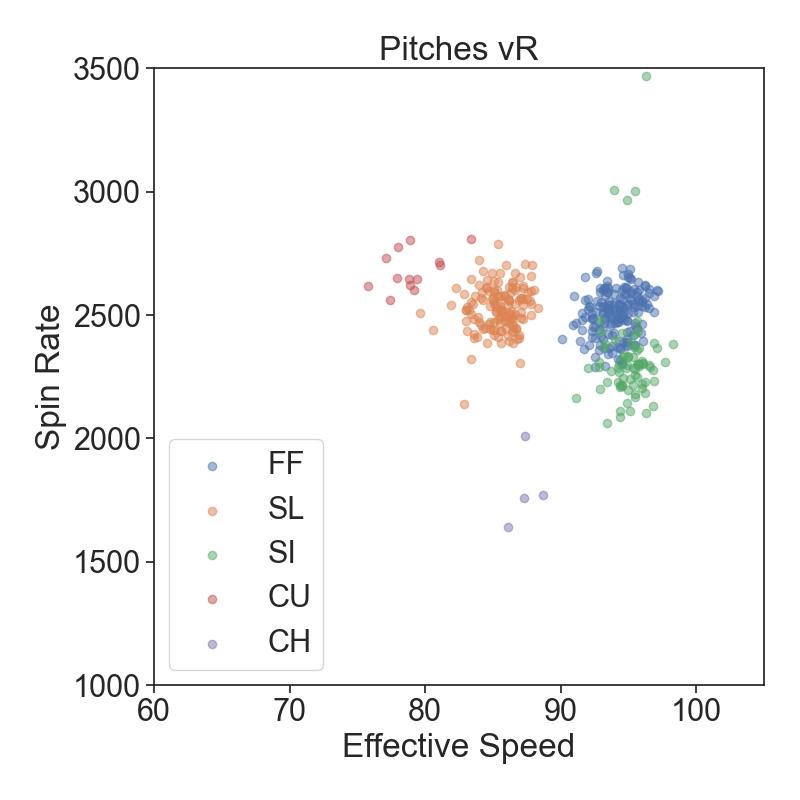 Pitches vR
3500
3000
2500
2000
1500
1000
Spin Rate
FF
SL
SI
CU
CH
60 70 80 90 100
Effective Speed